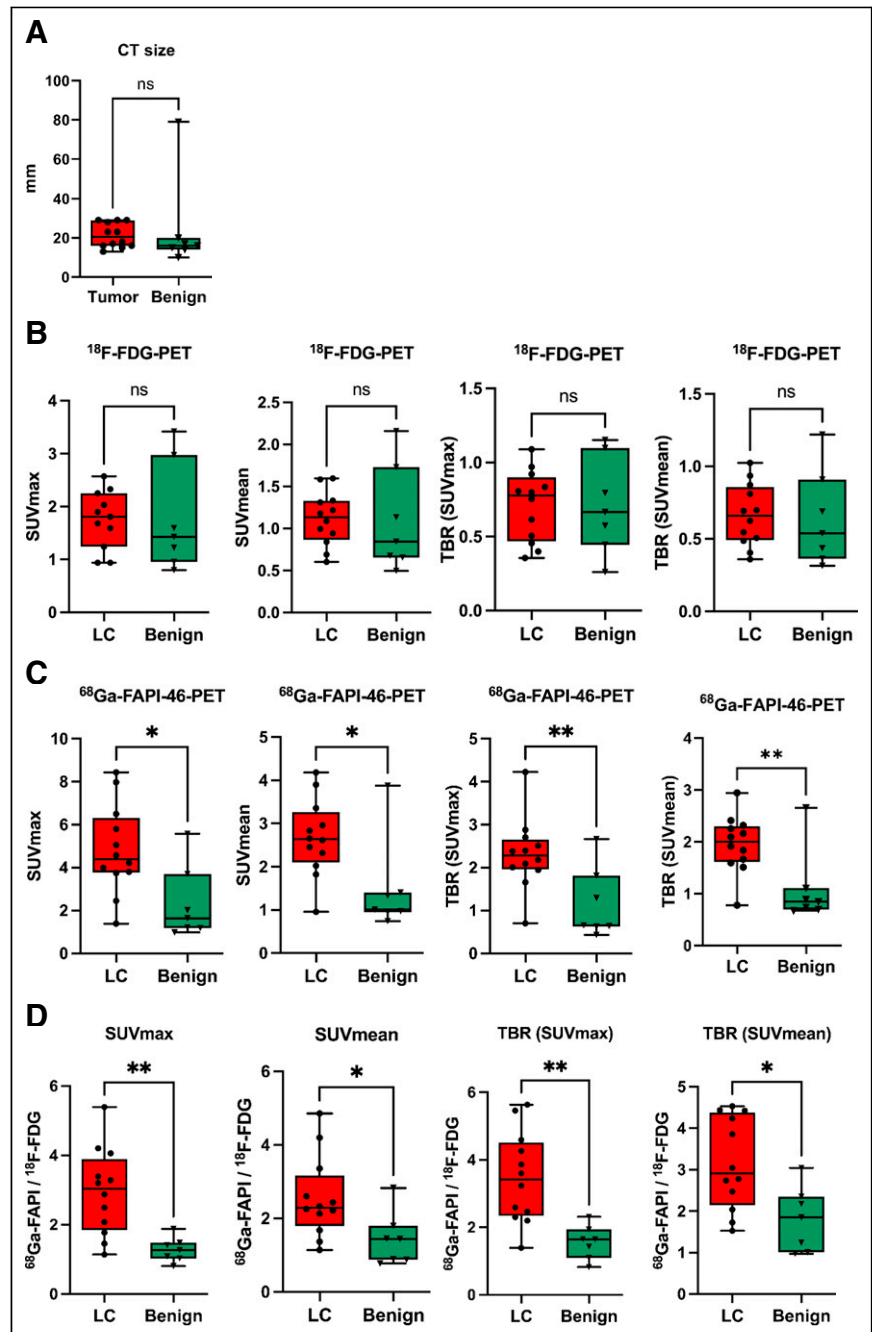 A
CT size
ns
100
80
60
40
20
0
mm
Tumor Benign
B
¹⁸F-FDG-PET ¹⁸F-FDG-PET ¹⁸F-FDG-PET ¹⁸F-FDG-PET
ns ns ns ns
4
3
2
1
0
SUVmax
LC Benign
2.5
2.0
1.5
1.0
0.5
0.0
SUVmean
LC Benign
1.5
1.0
0.5
0.0
TBR (SUVmax)
LC Benign
1.5
1.0
0.5
0.0
TBR (SUVmean)
LC Benign
C
⁶⁸Ga-FAPI-46-PET ⁶⁸Ga-FAPI-46-PET ⁶⁸Ga-FAPI-46-PET ⁶⁸Ga-FAPI-46-PET
* * ** **
10
8
6
4
2
0
SUVmax
LC Benign
5
4
3
2
1
0
SUVmean
LC Benign
5
4
3
2
1
0
TBR (SUVmax)
LC Benign
4
3
2
1
0
TBR (SUVmean)
LC Benign
D
SUVmax SUVmean TBR (SUVmax) TBR (SUVmean)
** * ** *
6
4
2
0
⁶⁸Ga-FAPI / ¹⁸F-FDG
LC Benign
6
4
2
0
⁶⁸Ga-FAPI / ¹⁸F-FDG
LC Benign
6
4
2
0
⁶⁸Ga-FAPI / ¹⁸F-FDG
LC Benign
5
4
3
2
1
0
⁶⁸Ga-FAPI / ¹⁸F-FDG
LC Benign